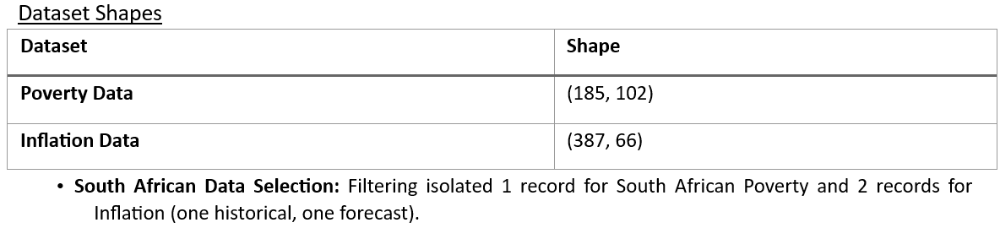 Dataset Shapes
Dataset Shape
Poverty Data (185, 102)
Inflation Data (387, 66)
• South African Data Selection: Filtering isolated 1 record for South African Poverty and 2 records for
Inflation (one historical, one forecast).